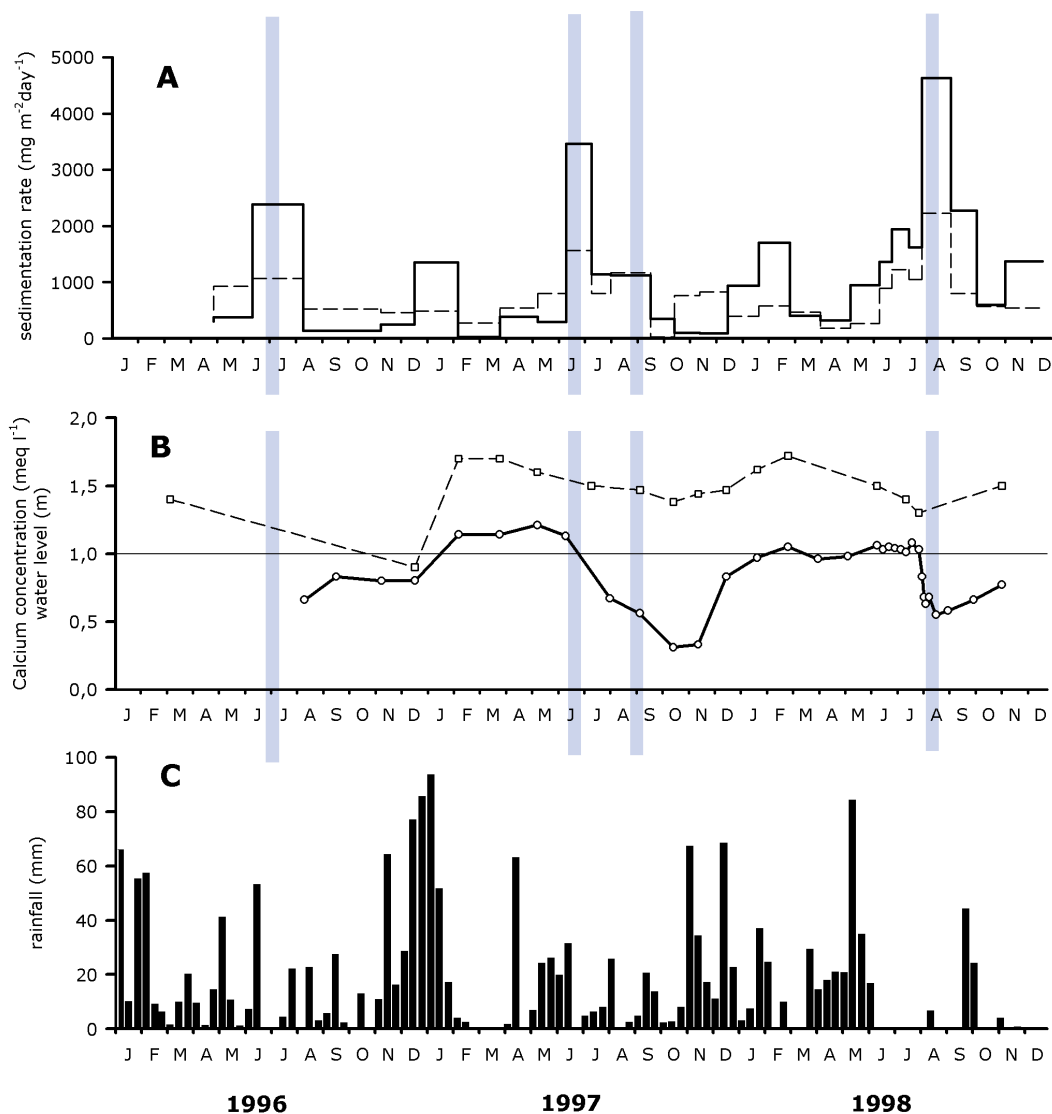 A
5000
4000
3000
2000
1000
0
sedimentation rate (mg m⁻²day⁻¹)
J F M A M J J A S O N D J F M A M J J A S O N D J F M A M J J A S O N D
B
2,0
1,5
1,0
0,5
0,0
Calcium concentration (meq l⁻¹)
water level (m)
J F M A M J J A S O N D J F M A M J J A S O N D J F M A M J J A S O N D
C
100
80
60
40
20
0
rainfall (mm)
J F M A M J J A S O N D J F M A M J J A S O N D J F M A M J J A S O N D
1996 1997 1998